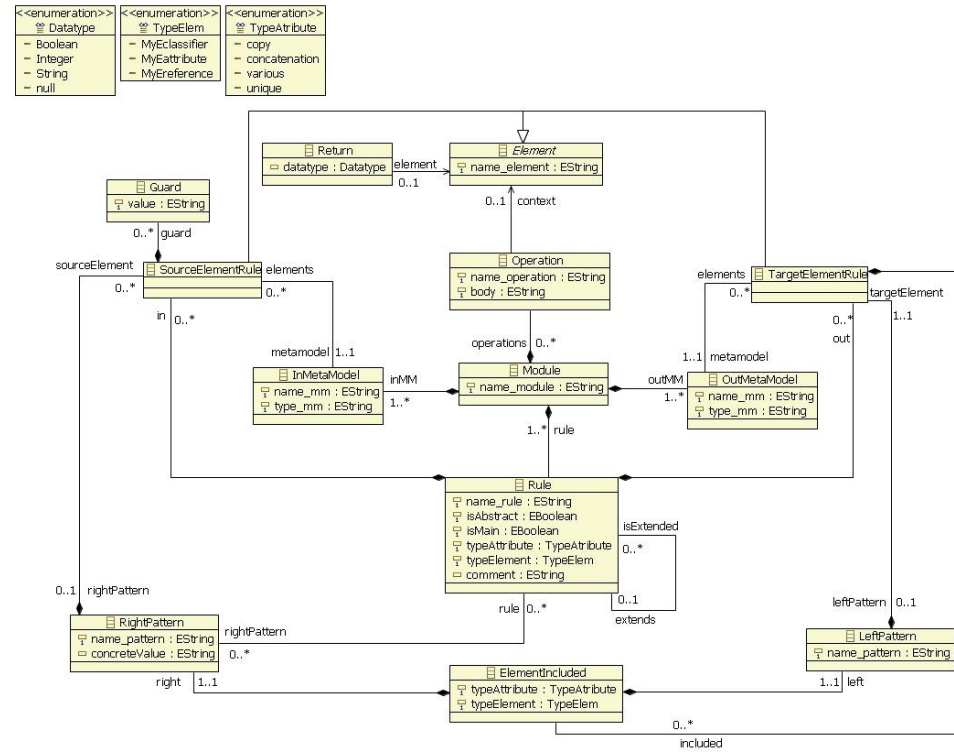 <<enumeration>>
Datatype
Boolean
Integer
String
null
<<enumeration>>
TypeElem
MyEclassifier
MyEattribute
MyEreference
<<enumeration>>
TypeAtribute
copy
concatenation
various
unique
Return
datatype : Datatype
element
0..1
Element
name_element : EString
Guard
value : EString
0..* guard
0..1 context
sourceElement
0..*
SourceElementRule
elements
0..*
in
0..*
Operation
name_operation : EString
body : EString
operations 0..*
elements
0..*
TargetElementRule
targetElement
1..1
0..*
out
metamodel 1..1
InMetaModel
name_mm : EString
type_mm : EString
inMM
1..*
Module
name_module : EString
outMM
1..*
1..1 metamodel
OutMetaModel
name_mm : EString
type_mm : EString
1..* rule
Rule
name_rule : EString
isAbstract : EBoolean
isMain : EBoolean
typeAttribute : TypeAtribute
typeElement : TypeElem
comment : EString
isExtended
0..*
0..1
extends
0..1 rightPattern
rule 0..*
leftPattern 0..1
RightPattern
name_pattern : EString
concreteValue : EString
rightPattern
0..*
LeftPattern
name_pattern : EString
right 1..1
ElementIncluded
typeAttribute : TypeAtribute
typeElement : TypeElem
1..1 left
0..*
included